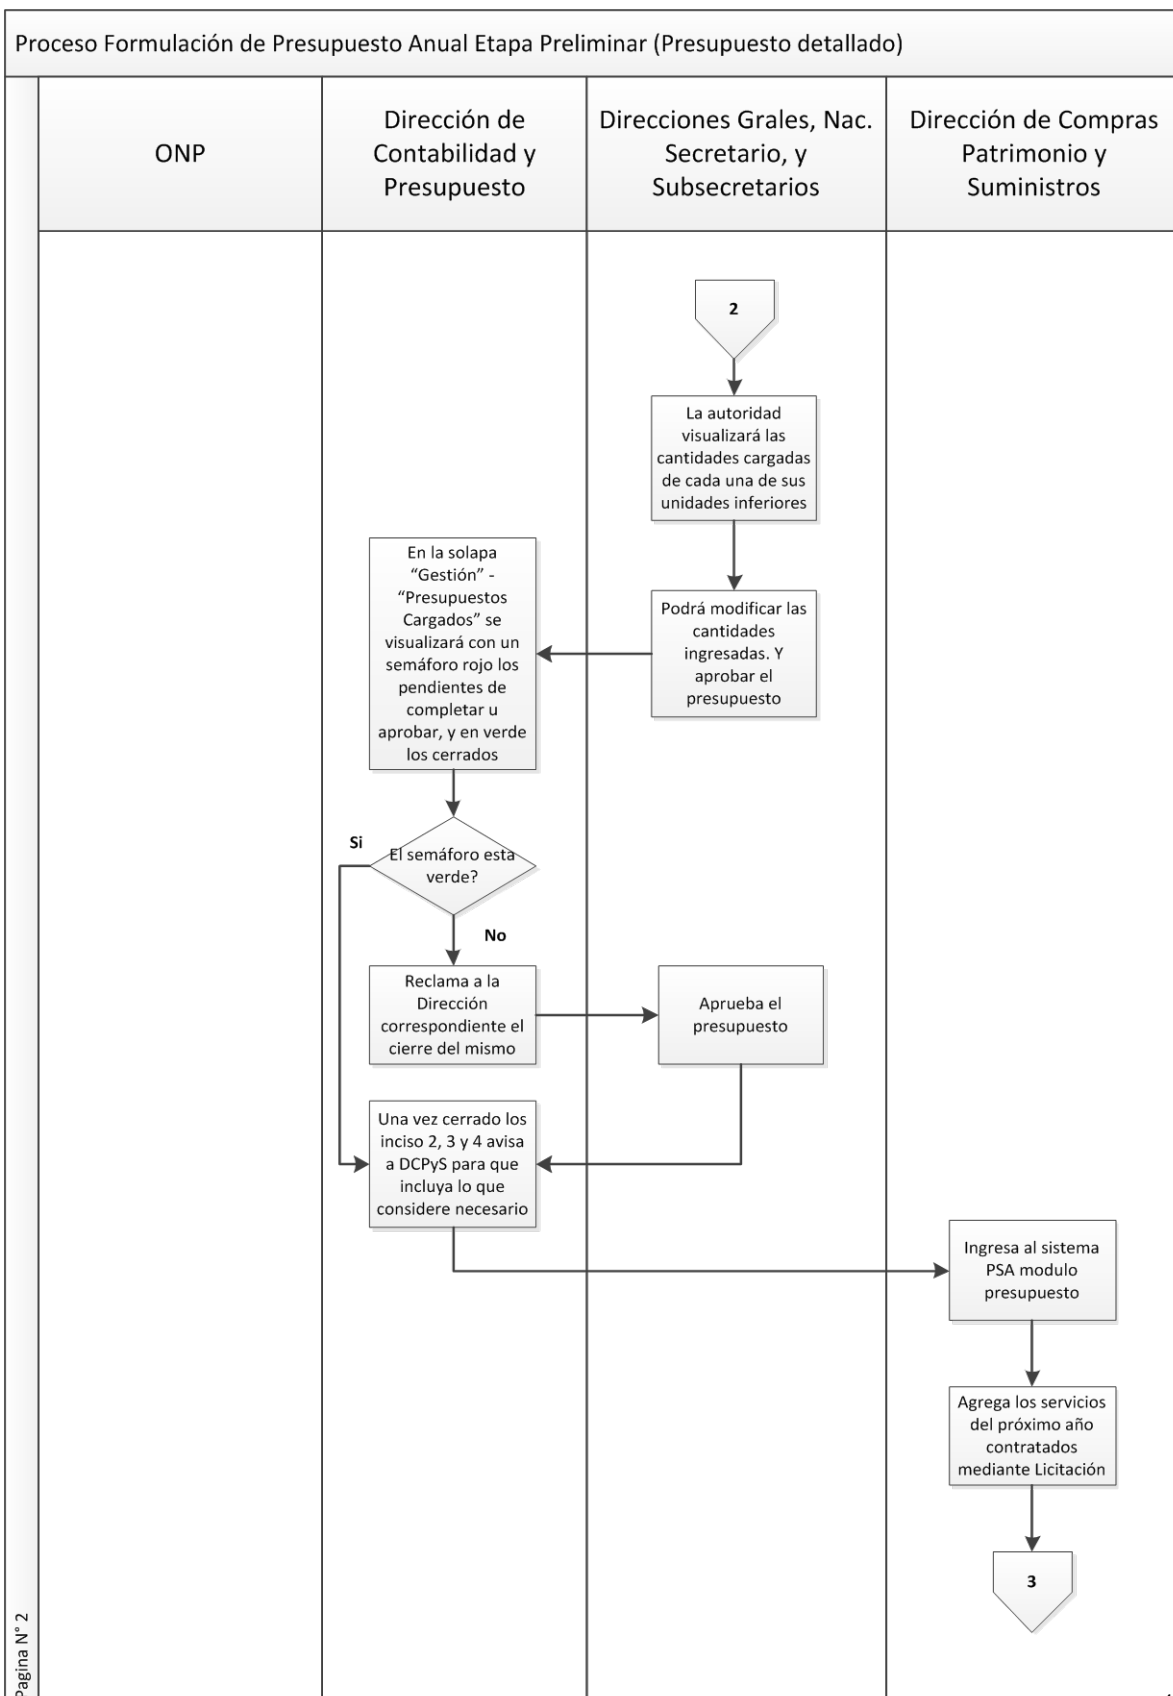 Proceso Formulación de Presupuesto Anual Etapa Preliminar (Presupuesto detallado)
ONP
Dirección de
Contabilidad y
Presupuesto
Direcciones Grales, Nac.
Secretario, y
Subsecretarios
Dirección de Compras
Patrimonio y
Suministros
2
La autoridad
visualizará las
cantidades cargadas
de cada una de sus
unidades inferiores
Podrá modificar las
cantidades
ingresadas. Y
aprobar el
presupuesto
En la solapa
“Gestión” -
“Presupuestos
Cargados” se
visualizará con un
semáforo rojo los
pendientes de
completar u
aprobar, y en verde
los cerrados
El semáforo esta
verde?
Si
No
Reclama a la
Dirección
correspondiente el
cierre del mismo
Aprueba el
presupuesto
Una vez cerrado los
inciso 2, 3 y 4 avisa
a DCPyS para que
incluya lo que
considere necesario
Ingresa al sistema
PSA modulo
presupuesto
Agrega los servicios
del próximo año
contratados
mediante Licitación
3
Pagina N° 2